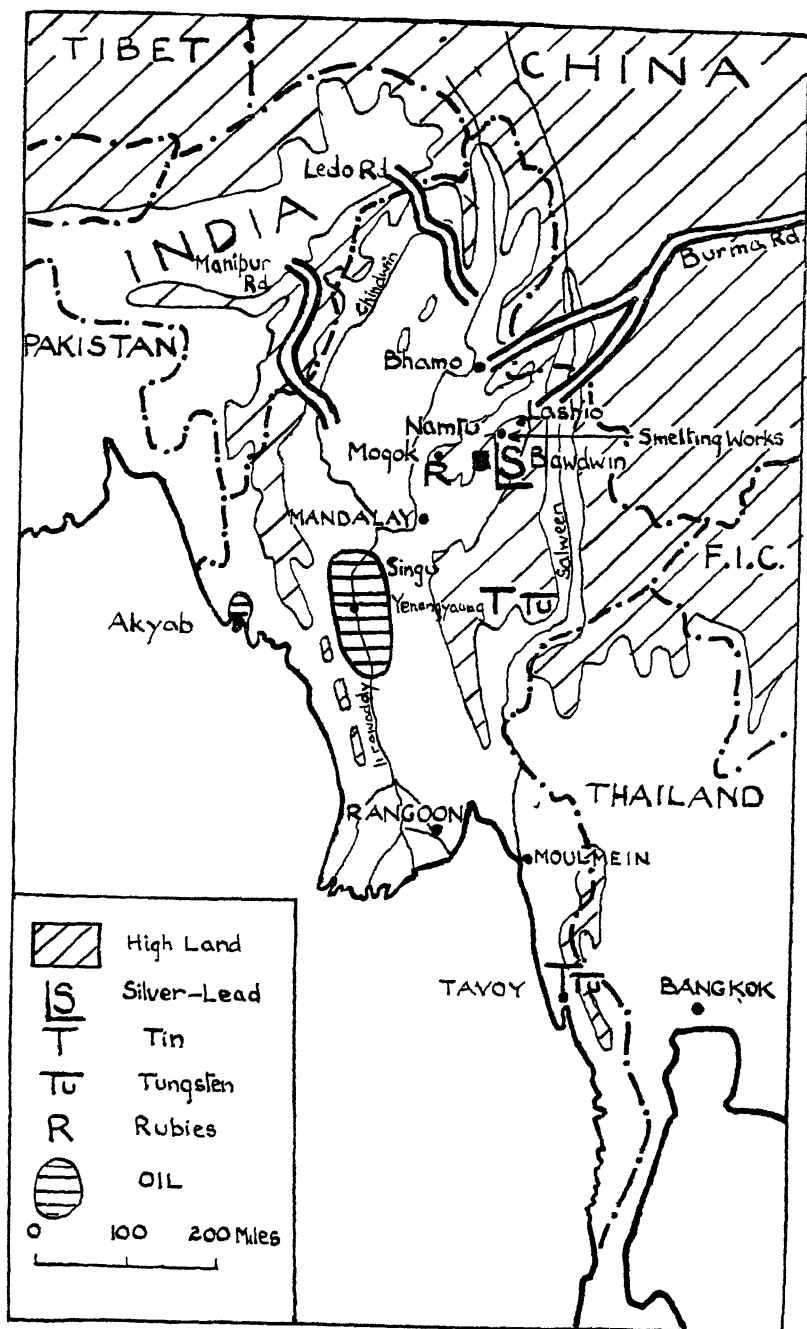 TIBET
CHINA
Ledo Rd
INDIA
Manipur
Rd
Chindwin
Burma Rd.
PAKISTAN
Bhamo
Lashio
Namtu
Smelting Works
Mogok
R
S
Bawdwin
MANDALAY
Salween
F.I.C.
Singu
Yenangyaung
T
Tu
Akyab
Irrawaddy
THAILAND
RANGOON
MOULMEIN
TAVOY
T
Tu
BANGKOK
High Land
S Silver-Lead
T Tin
Tu Tungsten
R Rubies
OIL
0 100 200 Miles